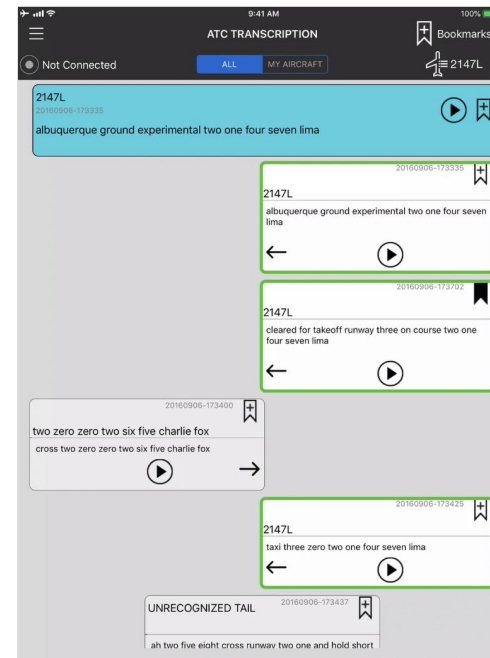 9:41 AM
100%
ATC TRANSCRIPTION
Bookmarks
Not Connected
ALL
MY AIRCRAFT
2147L
2147L
20160906-173335
albuquerque ground experimental two one four seven lima
20160906-173335
2147L
albuquerque ground experimental two one four seven
lima
20160906-173702
2147L
cleared for takeoff runway three on course two one
four seven lima
20160906-173400
two zero zero two six five charlie fox
cross two zero zero two six five charlie fox
20160906-173425
2147L
taxi three zero two one four seven lima
UNRECOGNIZED TAIL
20160906-173437
ah two five eight cross runway two one and hold short